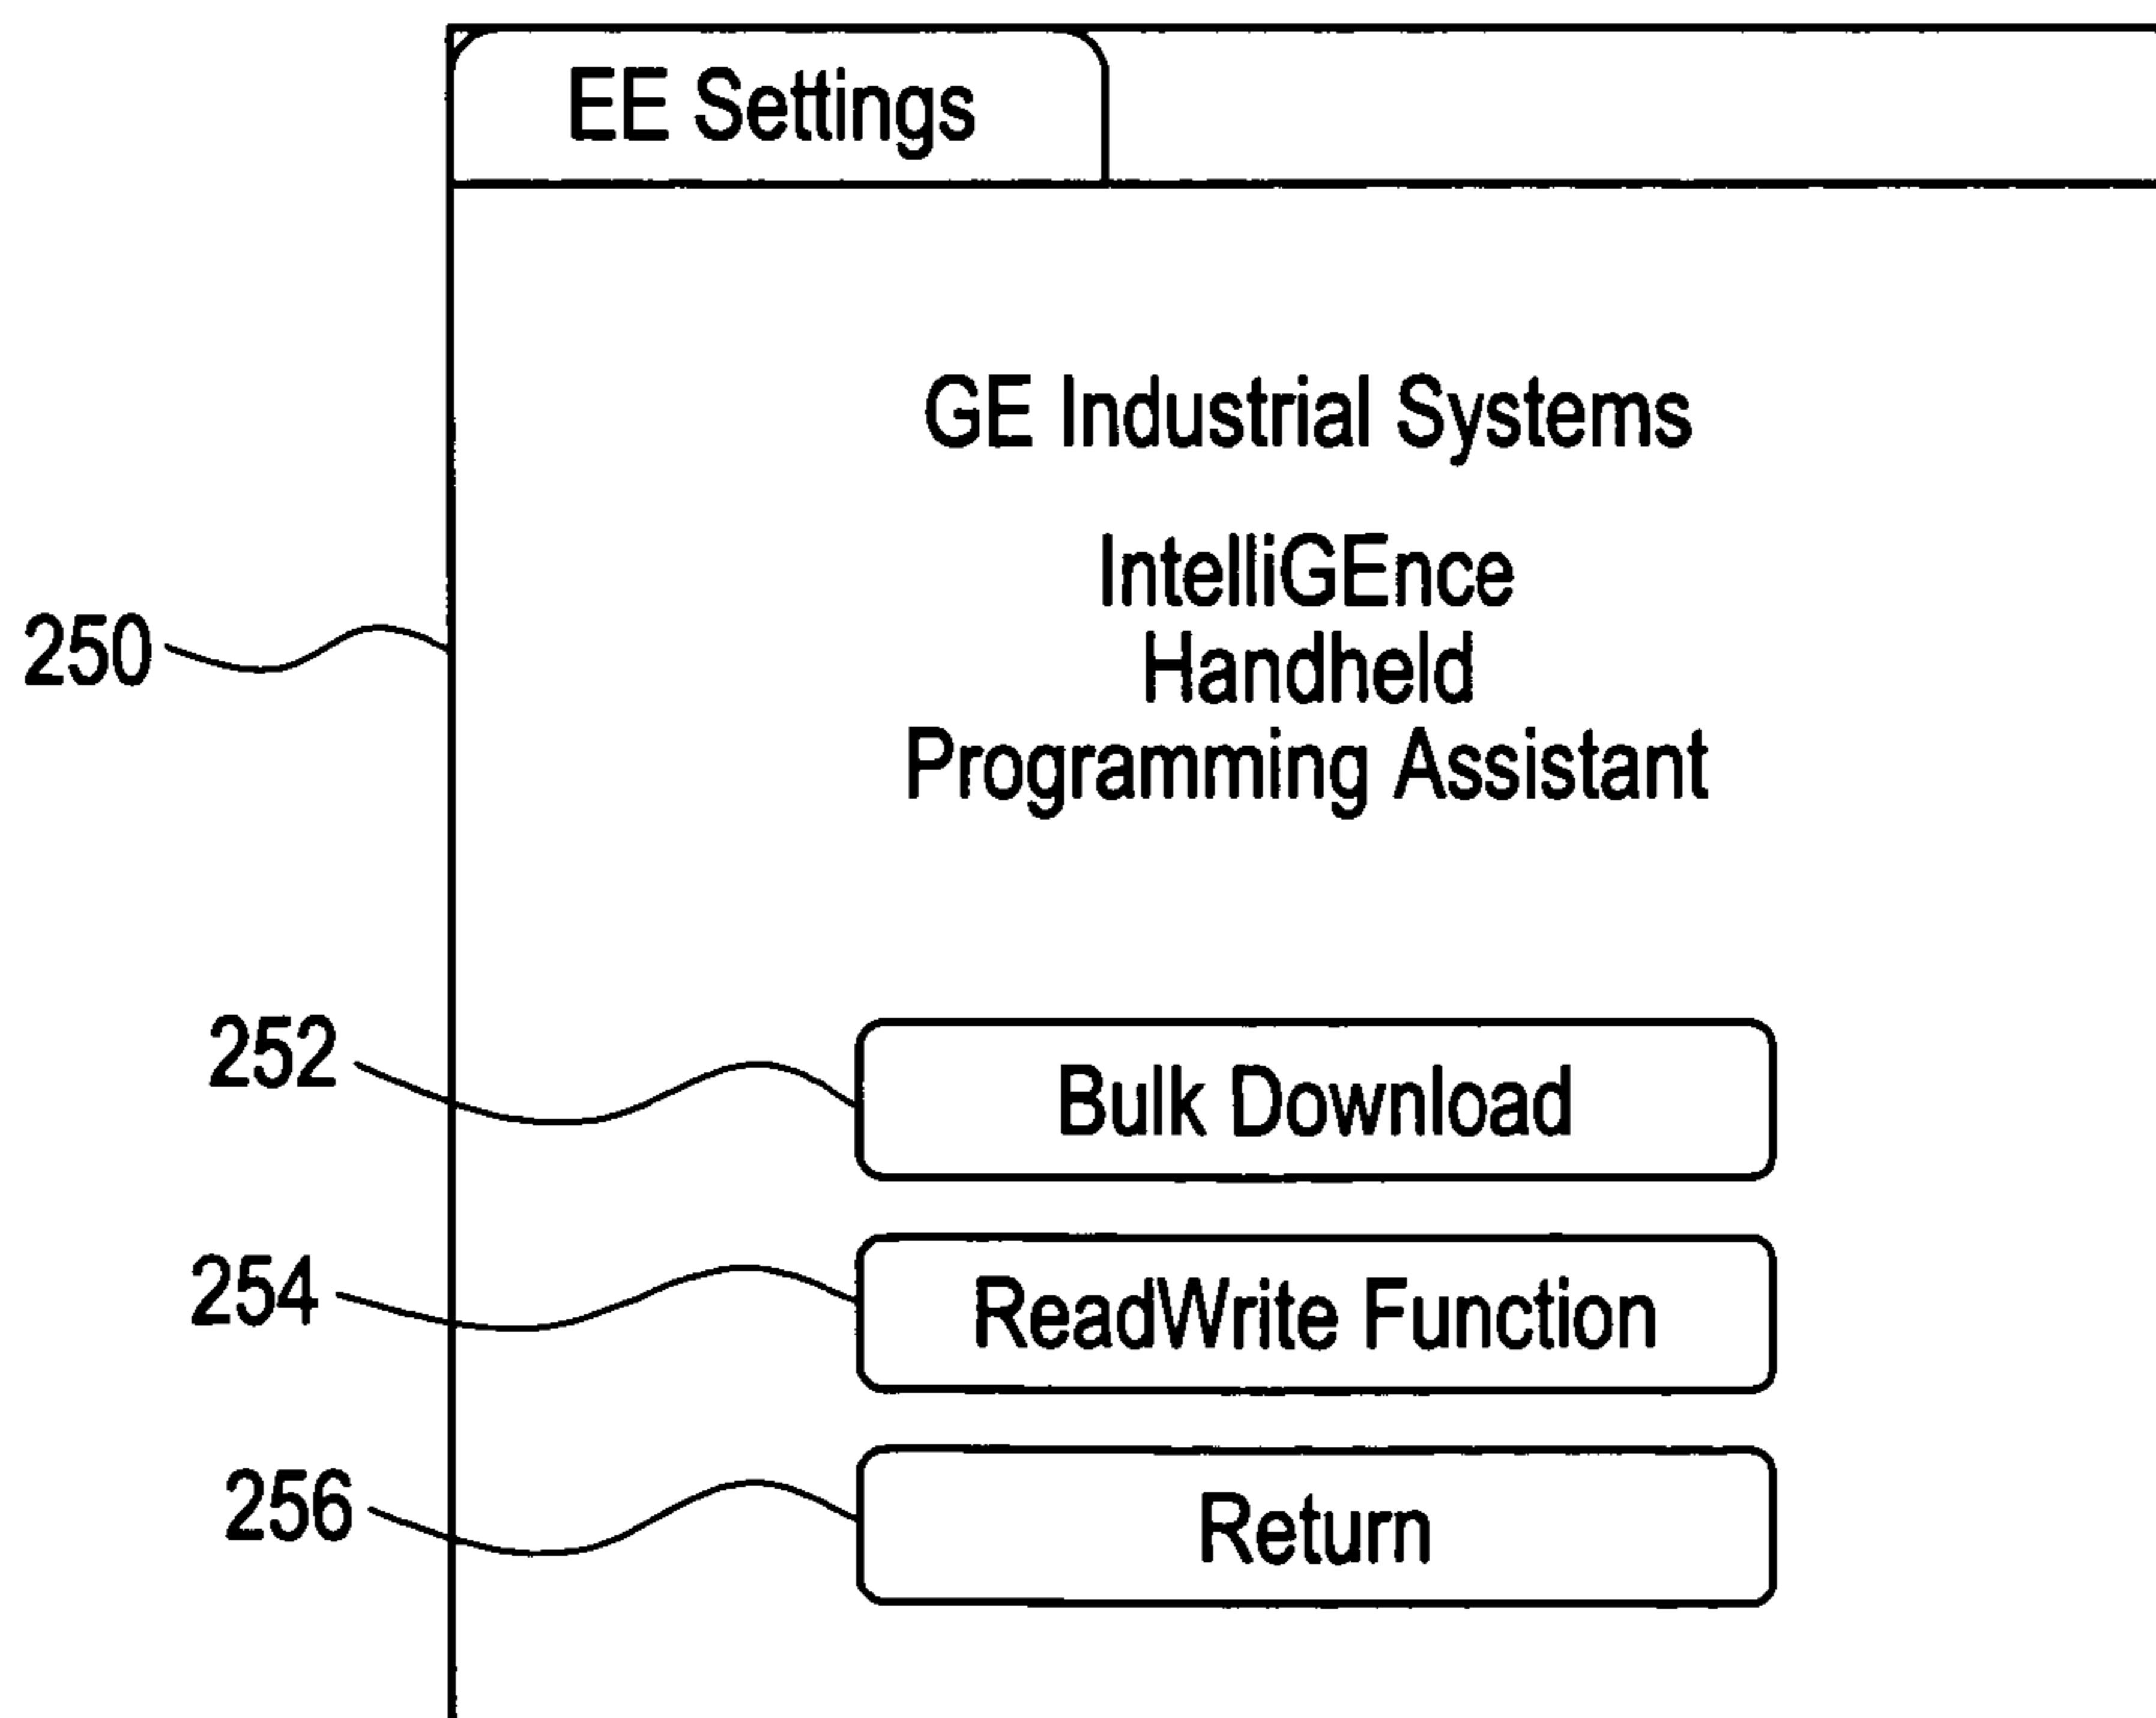 EE Settings
GE Industrial Systems
IntelliGEnce
Handheld
250
Programming Assistant
252
Bulk Download
254
ReadWrite Function
256
Return